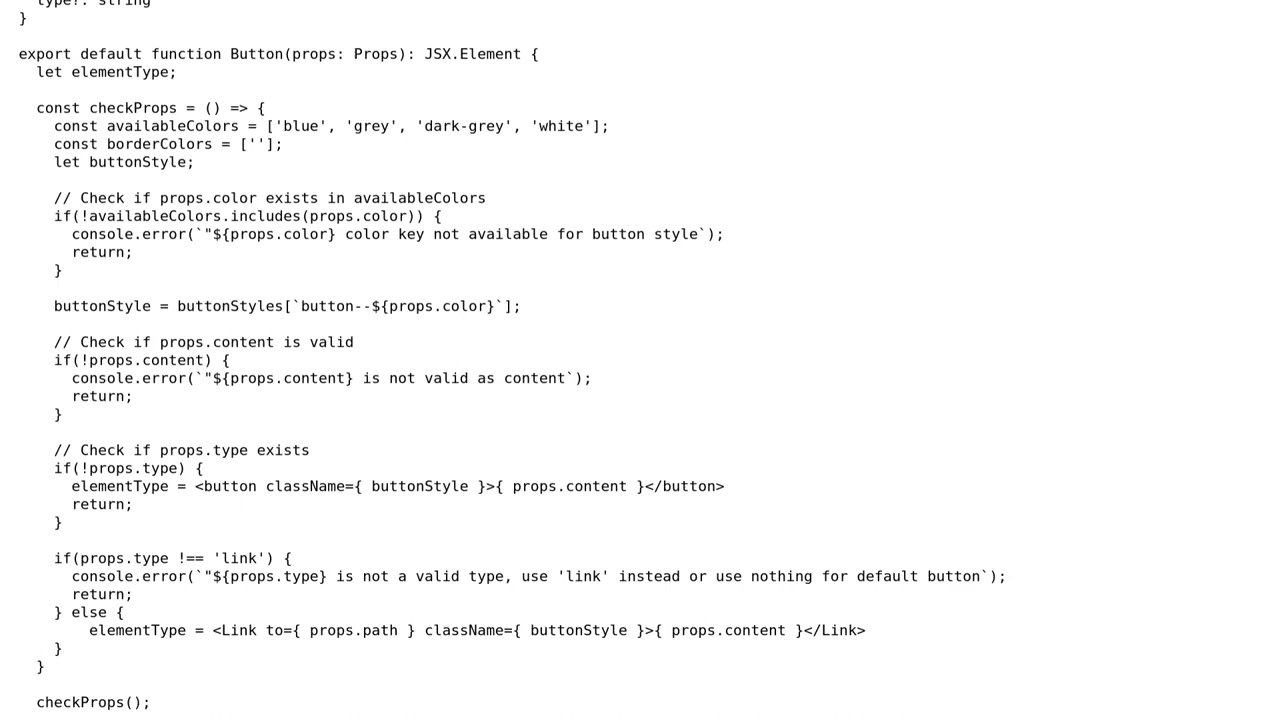 type?: string
}
export default function Button(props: Props): JSX.Element {
let elementType;
const checkProps = () => {
const availableColors = ['blue', 'grey', 'dark-grey', 'white'];
const borderColors = [''];
let buttonStyle;
// Check if props.color exists in availableColors
if(!availableColors.includes(props.color)) {
console.error(`"${props.color} color key not available for button style`);
return;
}
buttonStyle = buttonStyles[`button--${props.color}`];
// Check if props.content is valid
if(!props.content) {
console.error(`"${props.content} is not valid as content`);
return;
}
// Check if props.type exists
if(!props.type) {
elementType = <button className={ buttonStyle }>{ props.content }</button>
return;
}
if(props.type !== 'link') {
console.error(`"${props.type} is not a valid type, use 'link' instead or use nothing for default button`);
return;
} else {
elementType = <Link to={ props.path } className={ buttonStyle }>{ props.content }</Link>
}
}
checkProps();